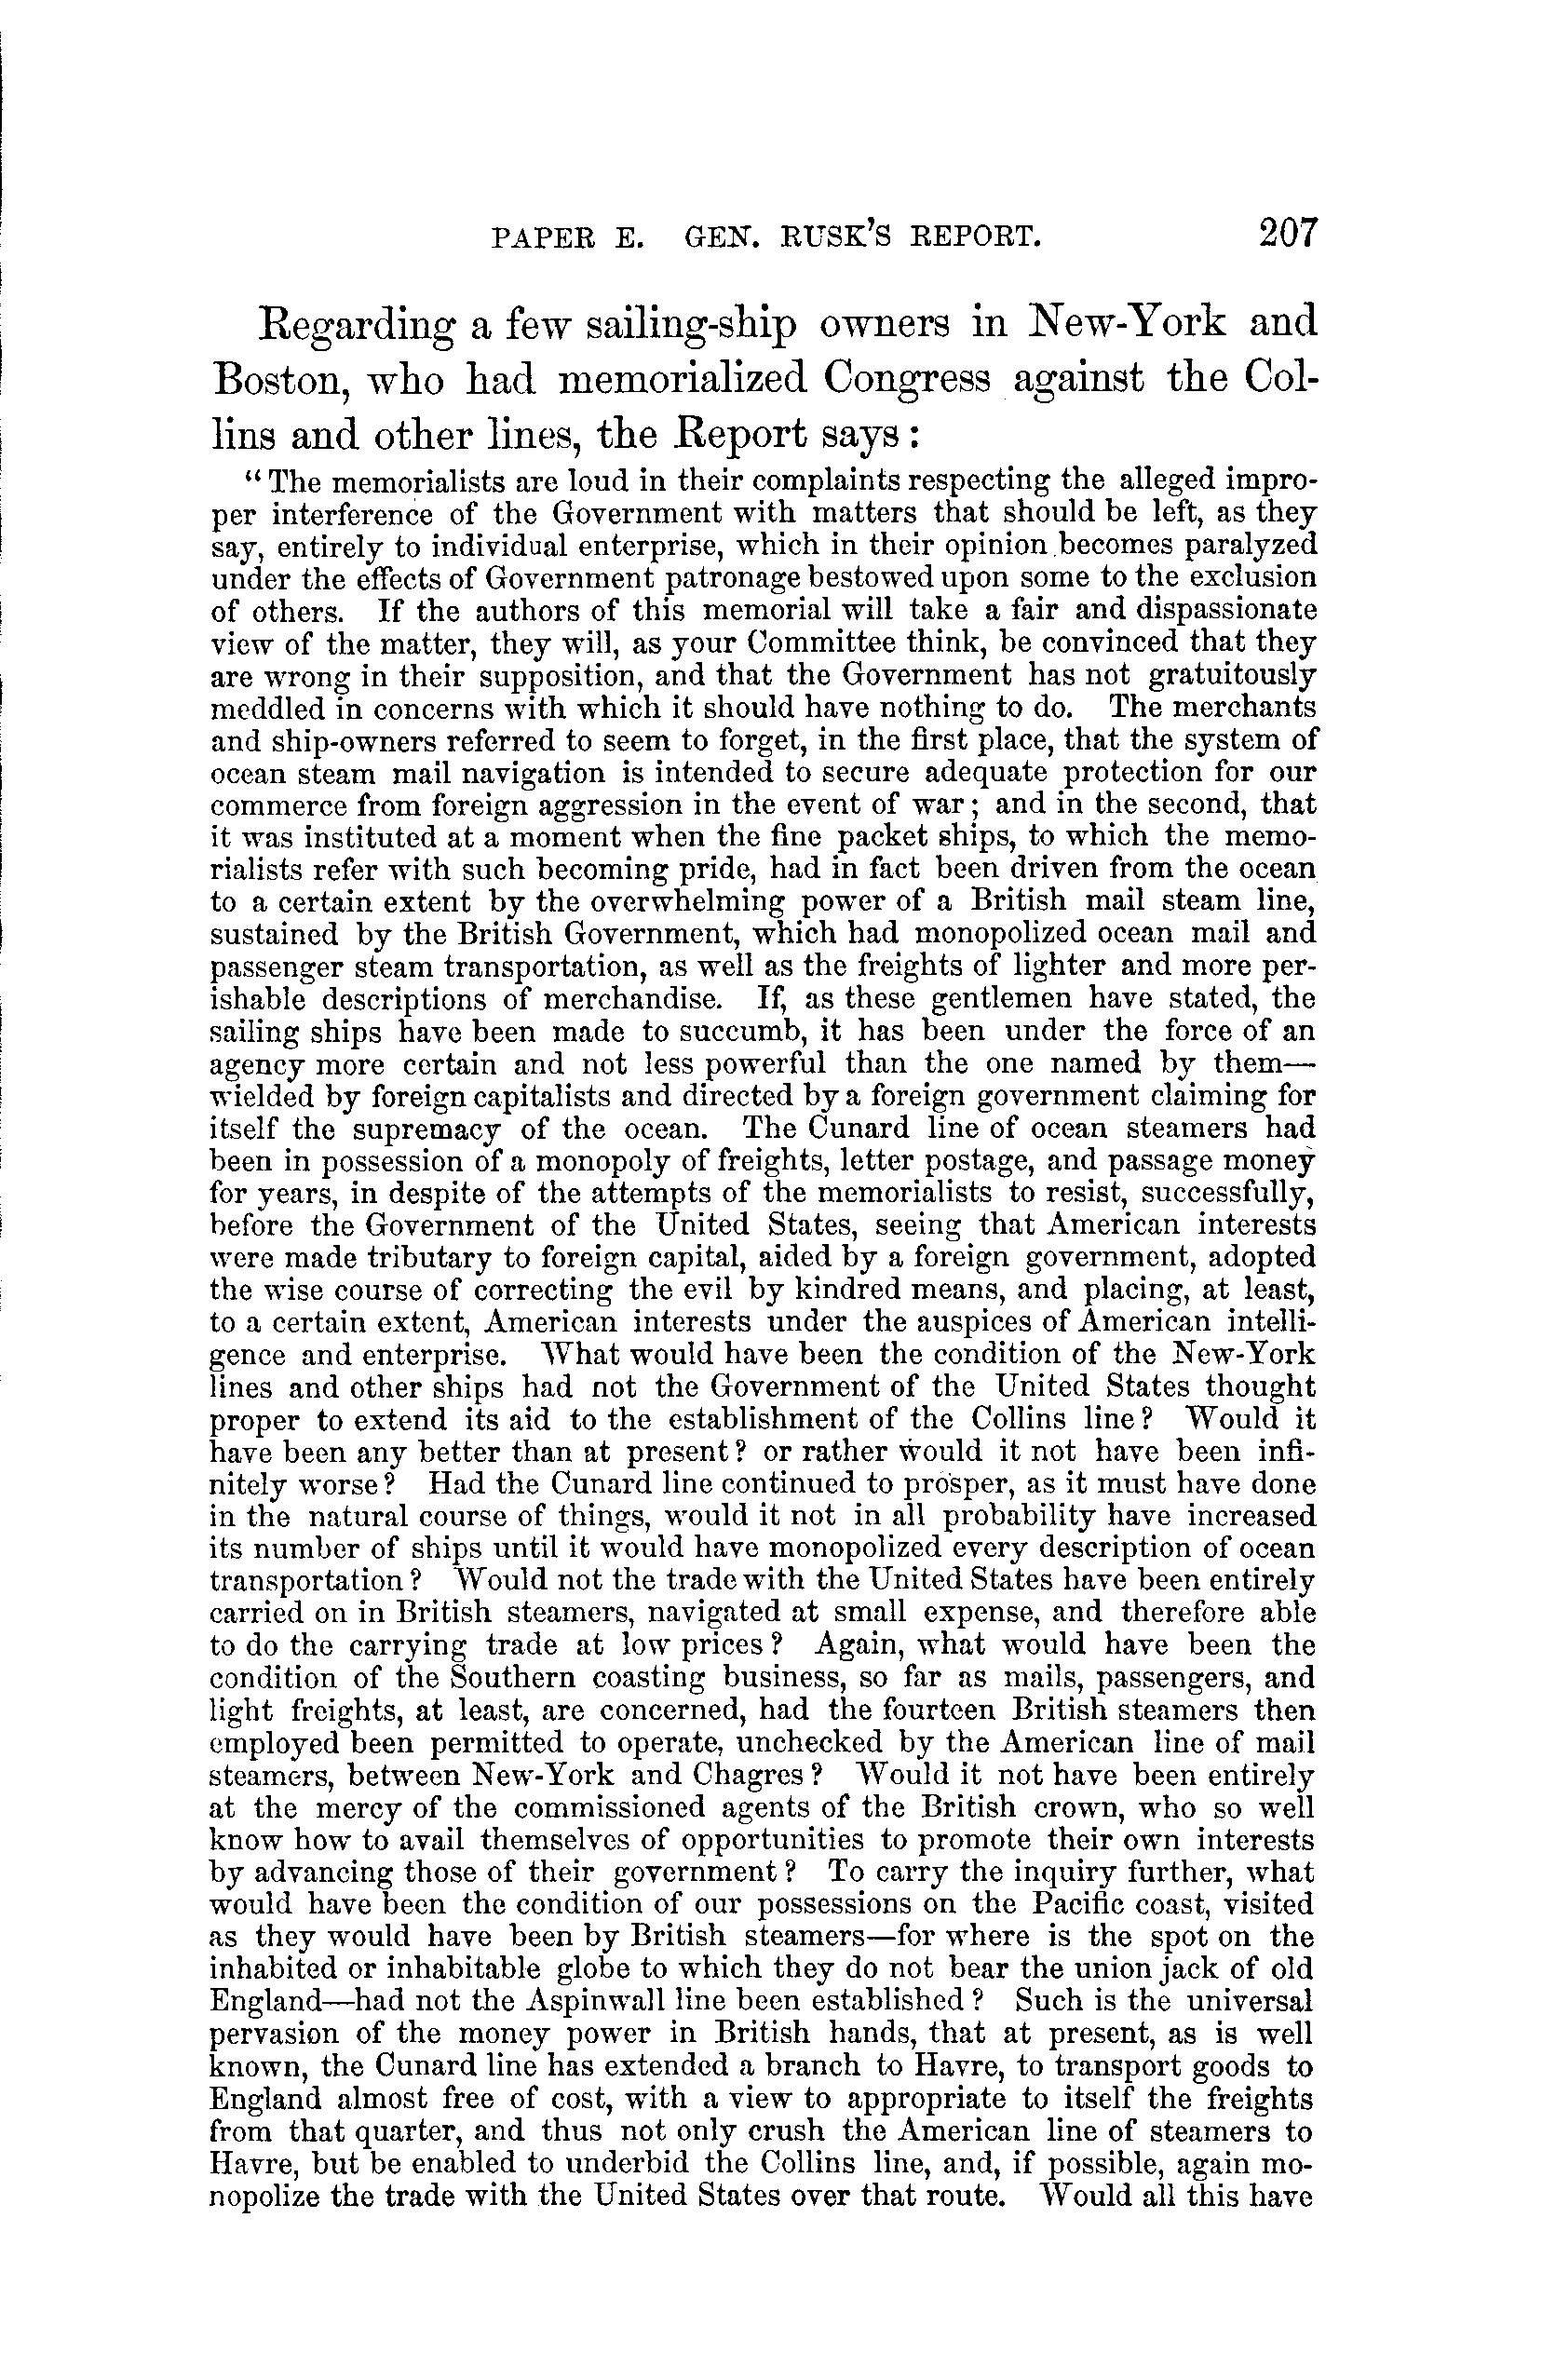 PAPER E. GEN. RUSK'S REPORT. 207
Regarding a few sailing-ship owners in New-York and
Boston, who had memorialized Congress against the Col-
lins and other lines, the Report says:
"The memorialists are loud in their complaints respecting the alleged impro-
per interference of the Government with matters that should be left, as they
say, entirely to individual enterprise, which in their opinion becomes paralyzed
under the effects of Government patronage bestowed upon some to the exclusion
of others. If the authors of this memorial will take a fair and dispassionate
view of the matter, they will, as your Committee think, be convinced that they
are wrong in their supposition, and that the Government has not gratuitously
meddled in concerns with which it should have nothing to do. The merchants
and ship-owners referred to seem to forget, in the first place, that the system of
ocean steam mail navigation is intended to secure adequate protection for our
commerce from foreign aggression in the event of war; and in the second, that
it was instituted at a moment when the fine packet ships, to which the memo-
rialists refer with such becoming pride, had in fact been driven from the ocean
to a certain extent by the overwhelming power of a British mail steam line,
sustained by the British Government, which had monopolized ocean mail and
passenger steam transportation, as well as the freights of lighter and more per-
ishable descriptions of merchandise. If, as these gentlemen have stated, the
sailing ships have been made to succumb, it has been under the force of an
agency more certain and not less powerful than the one named by them—
wielded by foreign capitalists and directed by a foreign government claiming for
itself the supremacy of the ocean. The Cunard line of ocean steamers had
been in possession of a monopoly of freights, letter postage, and passage money
for years, in despite of the attempts of the memorialists to resist, successfully,
before the Government of the United States, seeing that American interests
were made tributary to foreign capital, aided by a foreign government, adopted
the wise course of correcting the evil by kindred means, and placing, at least,
to a certain extent, American interests under the auspices of American intelli-
gence and enterprise. What would have been the condition of the New-York
lines and other ships had not the Government of the United States thought
proper to extend its aid to the establishment of the Collins line? Would it
have been any better than at present? or rather would it not have been infi-
nitely worse? Had the Cunard line continued to prosper, as it must have done
in the natural course of things, would it not in all probability have increased
its number of ships until it would have monopolized every description of ocean
transportation? Would not the trade with the United States have been entirely
carried on in British steamers, navigated at small expense, and therefore able
to do the carrying trade at low prices? Again, what would have been the
condition of the Southern coasting business, so far as mails, passengers, and
light freights, at least, are concerned, had the fourteen British steamers then
employed been permitted to operate, unchecked by the American line of mail
steamers, between New-York and Chagres? Would it not have been entirely
at the mercy of the commissioned agents of the British crown, who so well
know how to avail themselves of opportunities to promote their own interests
by advancing those of their government? To carry the inquiry further, what
would have been the condition of our possessions on the Pacific coast, visited
as they would have been by British steamers—for where is the spot on the
inhabited or inhabitable globe to which they do not bear the union jack of old
England—had not the Aspinwall line been established? Such is the universal
pervasion of the money power in British hands, that at present, as is well
known, the Cunard line has extended a branch to Havre, to transport goods to
England almost free of cost, with a view to appropriate to itself the freights
from that quarter, and thus not only crush the American line of steamers to
Havre, but be enabled to underbid the Collins line, and, if possible, again mo-
nopolize the trade with the United States over that route. Would all this have